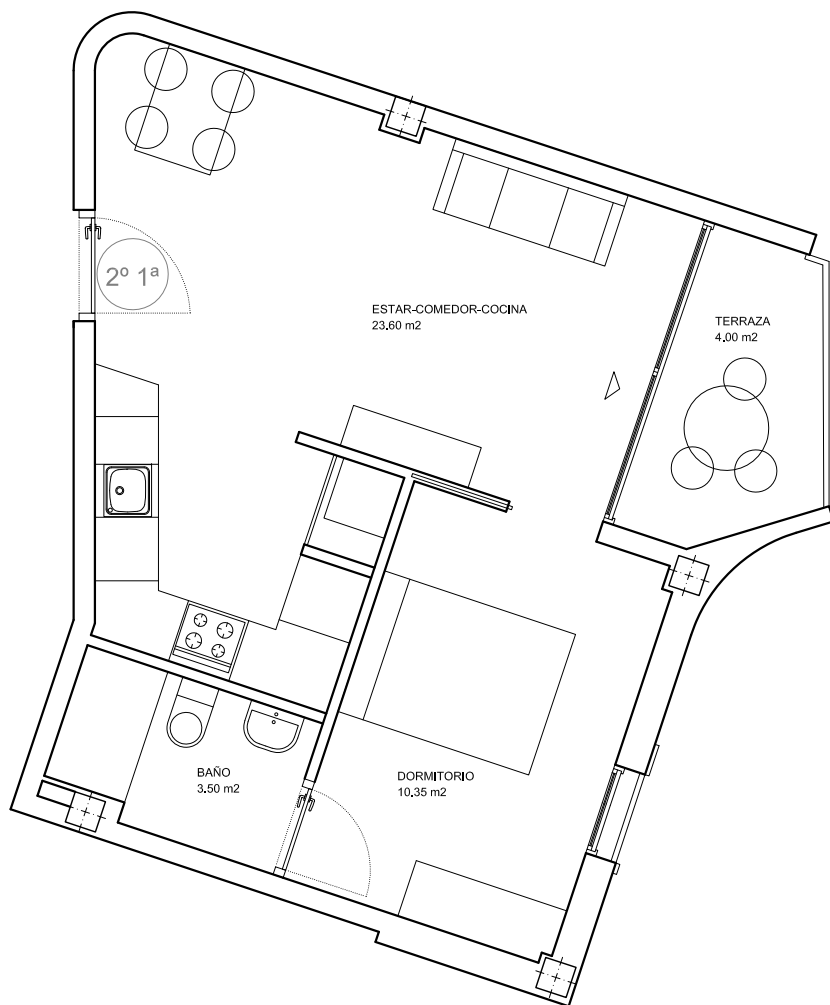 2º 1ª
ESTAR-COMEDOR-COCINA
23.60 m2
TERRAZA
4.00 m2
BAÑO
3.50 m2
DORMITORIO
10.35 m2